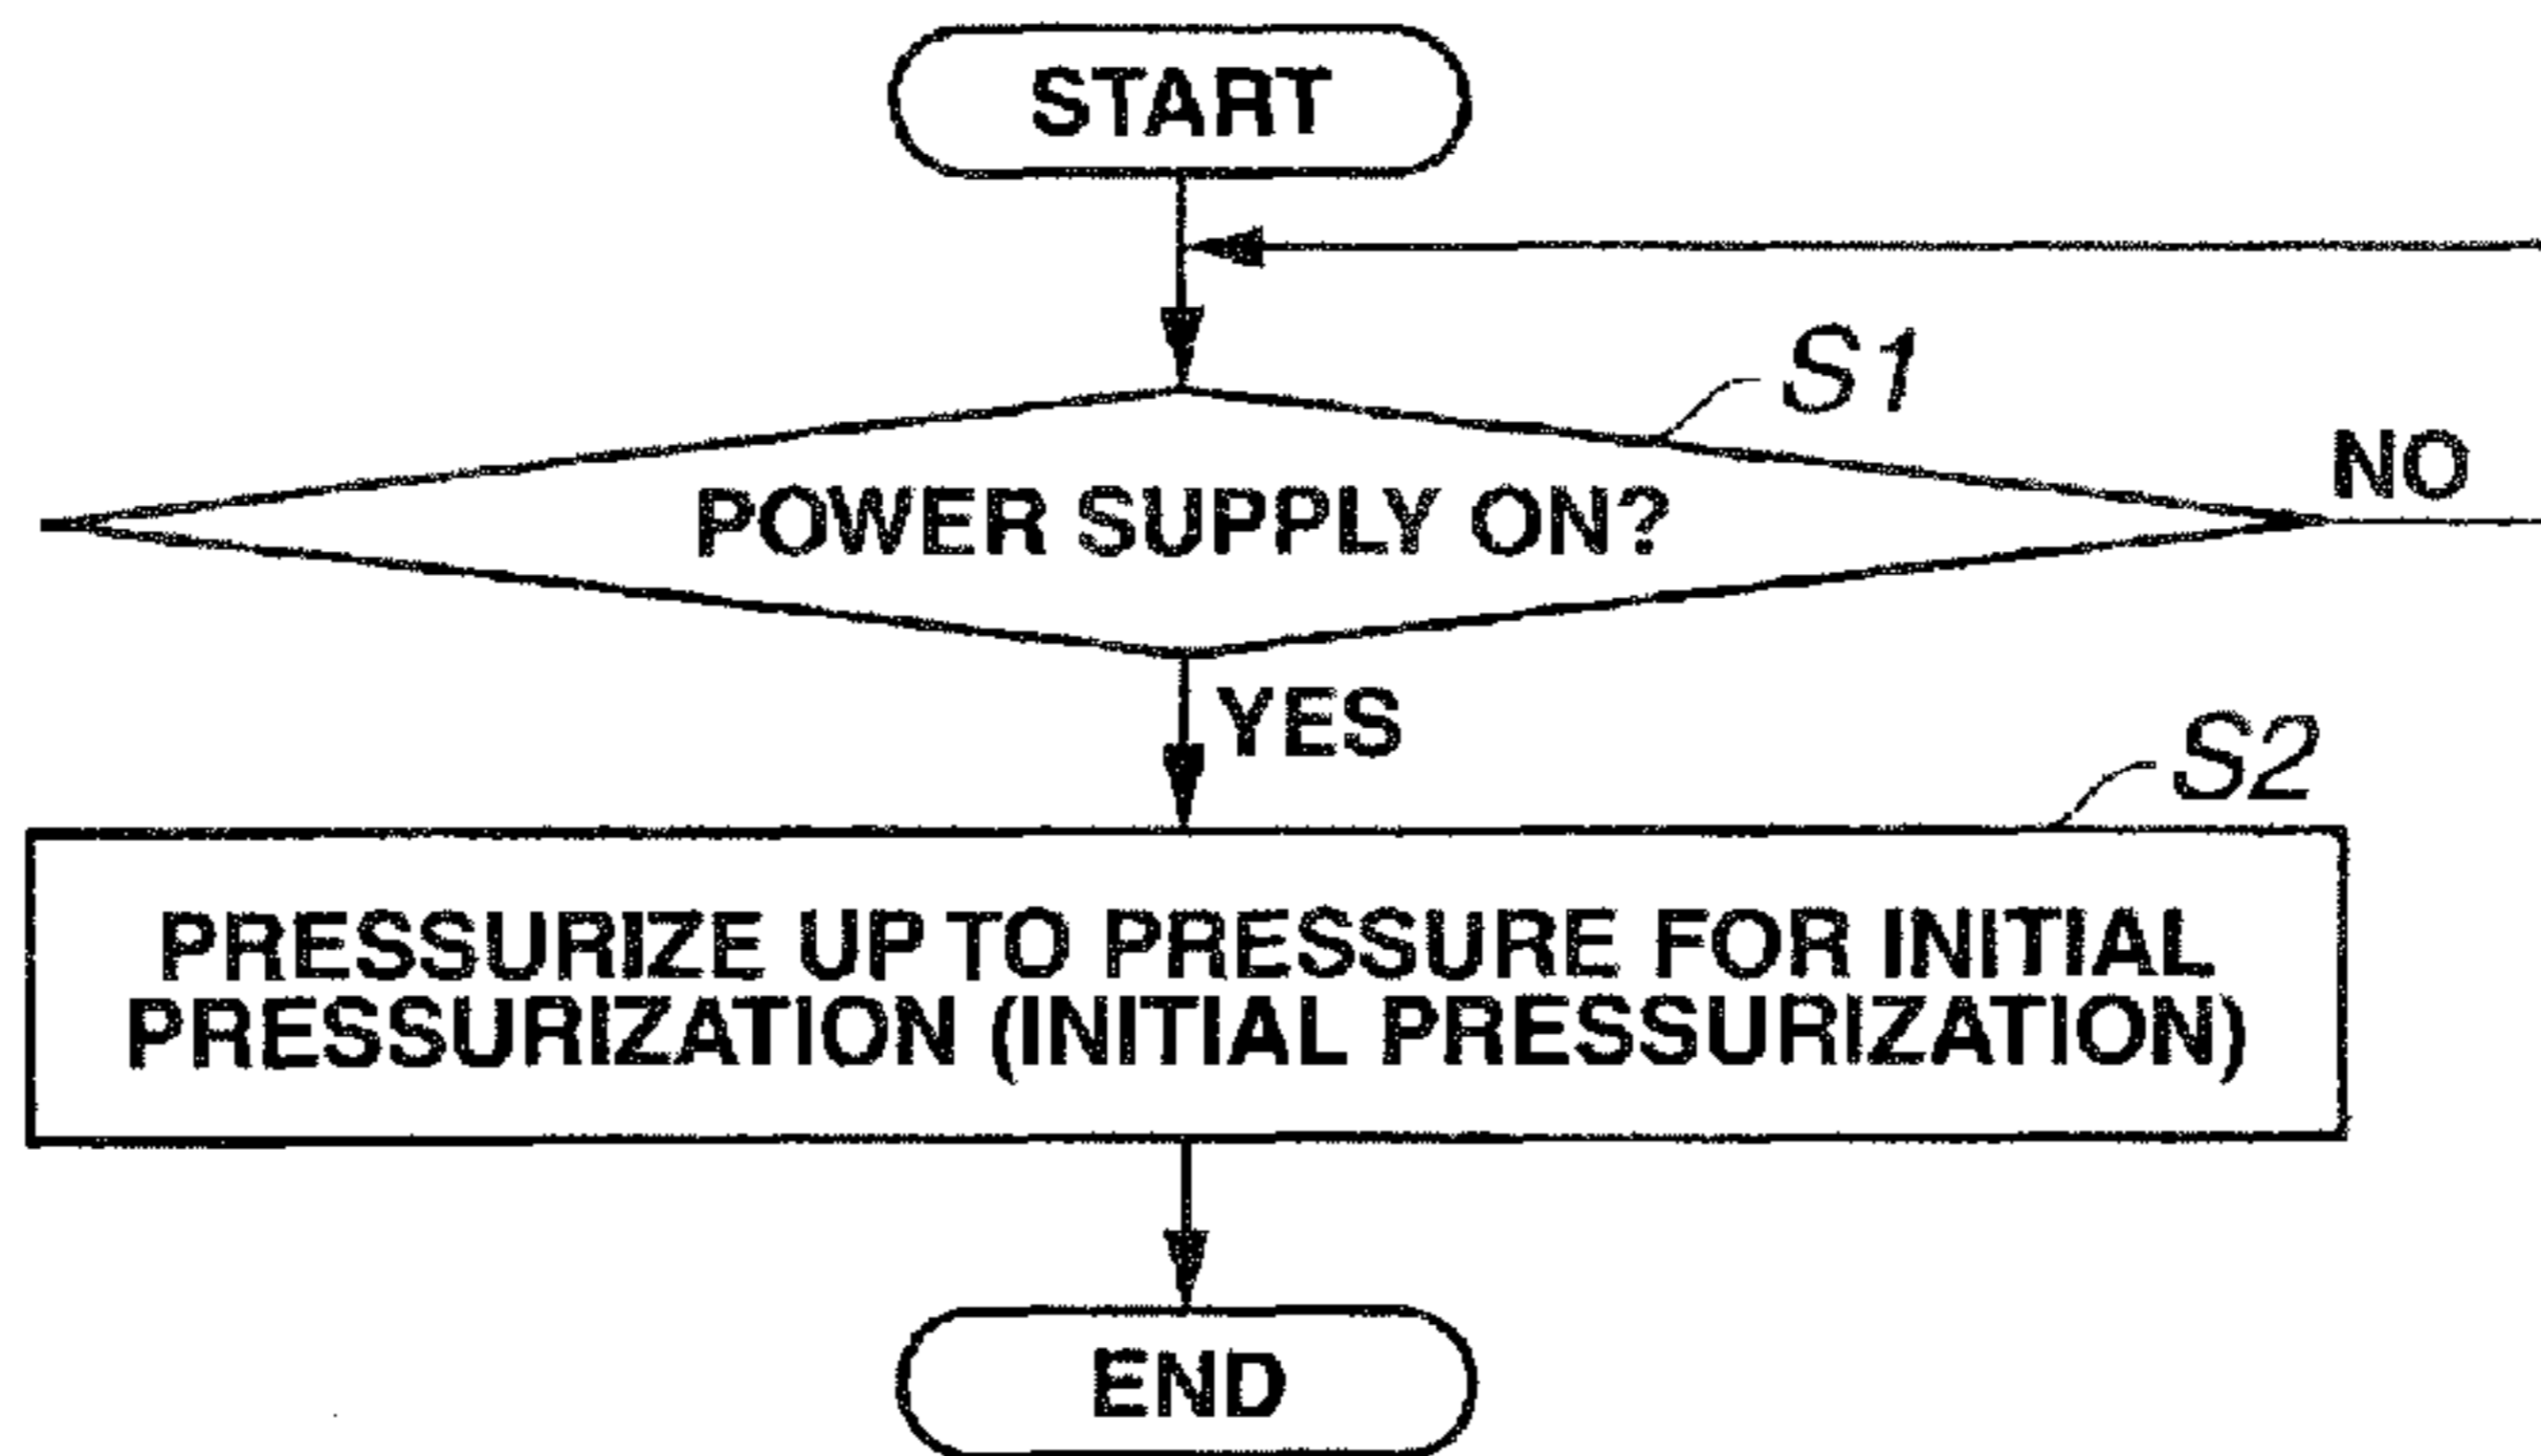 START
S1
NO
POWER SUPPLY ON?
YES
S2
PRESSURIZE UP TO PRESSURE FOR INITIAL
PRESSURIZATION (INITIAL PRESSURIZATION)
END